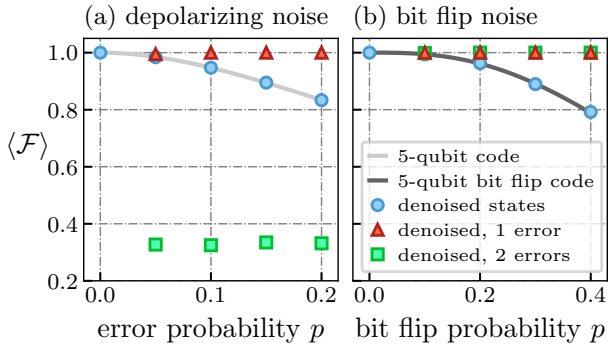 (a) depolarizing noise
(b) bit flip noise
1.0
0.8
⟨F⟩
0.6
0.4
0.2
0.0
0.1
0.2
0.0
0.2
0.4
5-qubit code
5-qubit bit flip code
denoised states
denoised, 1 error
denoised, 2 errors
error probability p
bit flip probability p